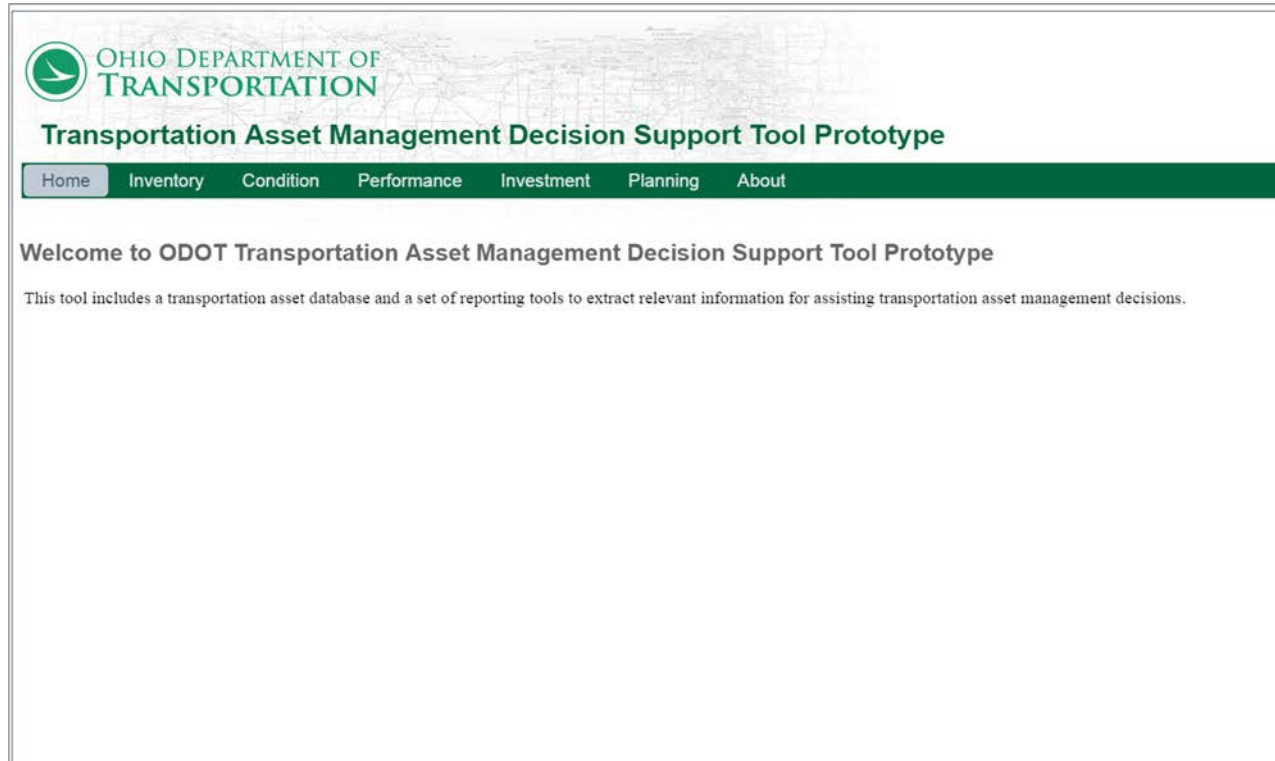 OHIO DEPARTMENT OF
TRANSPORTATION
Transportation Asset Management Decision Support Tool Prototype
Home Inventory Condition Performance Investment Planning About
Welcome to ODOT Transportation Asset Management Decision Support Tool Prototype
This tool includes a transportation asset database and a set of reporting tools to extract relevant information for assisting transportation asset management decisions.